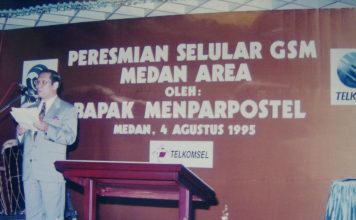 PERESMIAN SELULAR GSM
MEDAN AREA
OLEH:
BAPAK MENPARPOSTEL
MEDAN, 4 AGUSTUS 1995
TELKOMSEL